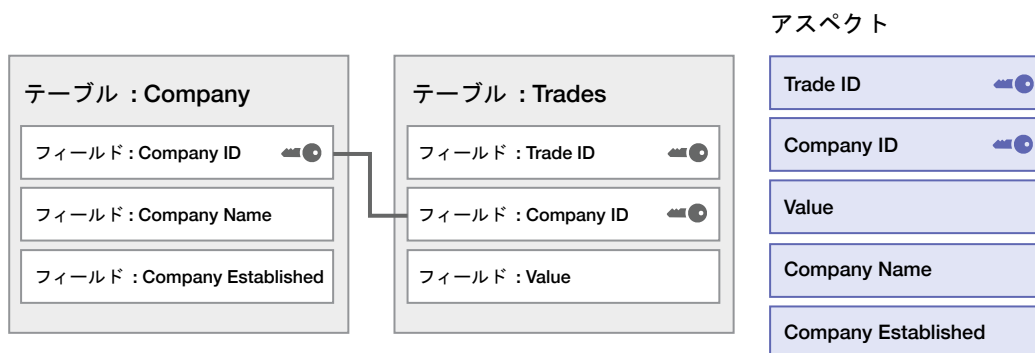 アスペクト
テーブル : Company
フィールド : Company ID
フィールド : Company Name
フィールド : Company Established
テーブル : Trades
フィールド : Trade ID
フィールド : Company ID
フィールド : Value
Trade ID
Company ID
Value
Company Name
Company Established